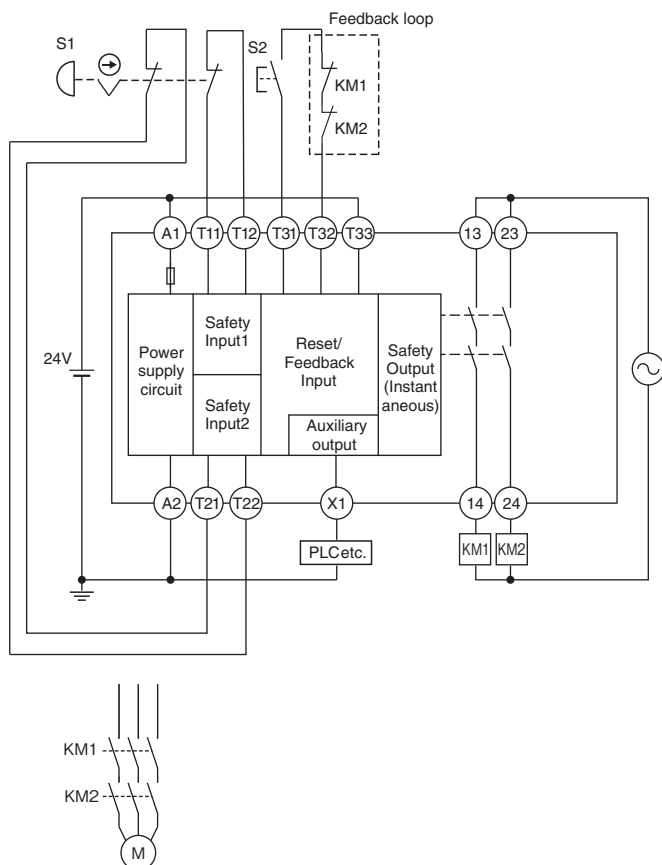 Feedback loop
S1
S2
KM1
KM2
A1 T11 T12 T31 T32 T33 13 23
24V
Power
supply
circuit
Safety
Input1
Safety
Input2
Reset/
Feedback
Input
Auxiliary
output
Safety
Output
(Instant
aneous)
A2 T21 T22 X1 14 24
PLC etc.
KM1 KM2
KM1
KM2
M